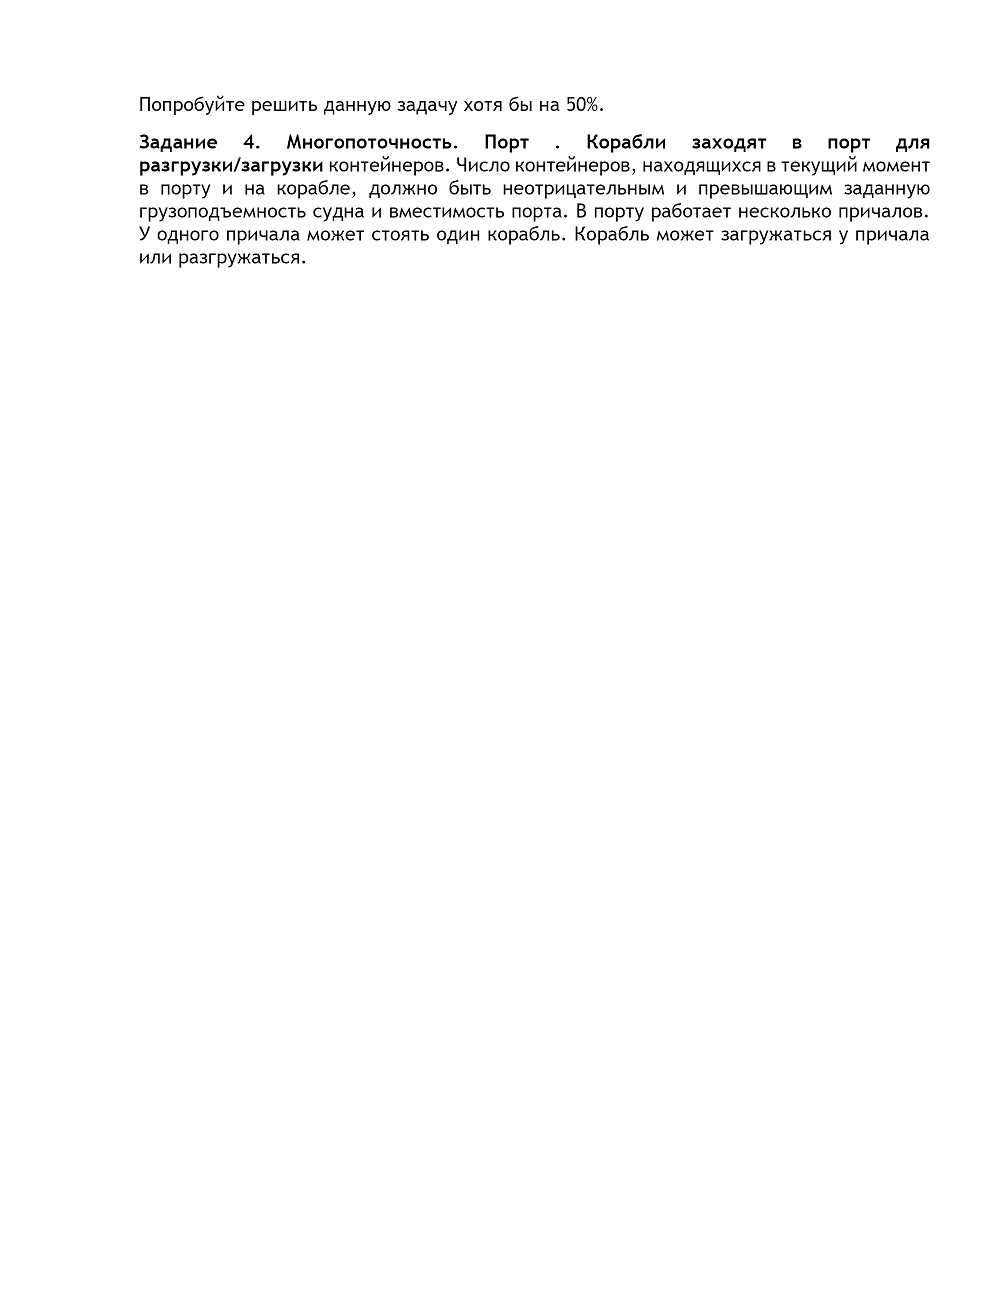 Попробуйте решить данную задачу хотя бы на 50%.
Задание 4. Многопоточность. Порт . Корабли заходят в порт для
разгрузки/загрузки контейнеров. Число контейнеров, находящихся в текущий момент
в порту и на корабле, должно быть неотрицательным и превышающим заданную
грузоподъемность судна и вместимость порта. В порту работает несколько причалов.
У одного причала может стоять один корабль. Корабль может загружаться у причала
или разгружаться.